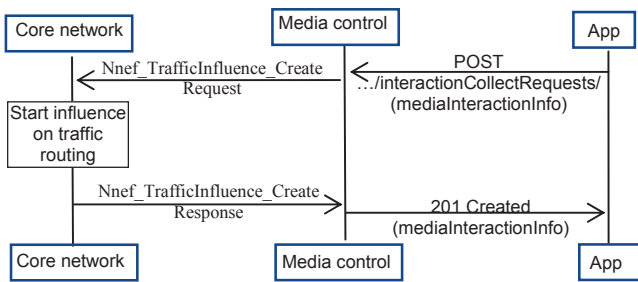 Core network
Media control
App
POST
…/interactionCollectRequests/
(mediaInteractionInfo)
Nnef_TrafficInfluence_Create
Request
Start influence
on traffic
routing
Nnef_TrafficInfluence_Create
Response
201 Created
(mediaInteractionInfo)
Core network
Media control
App